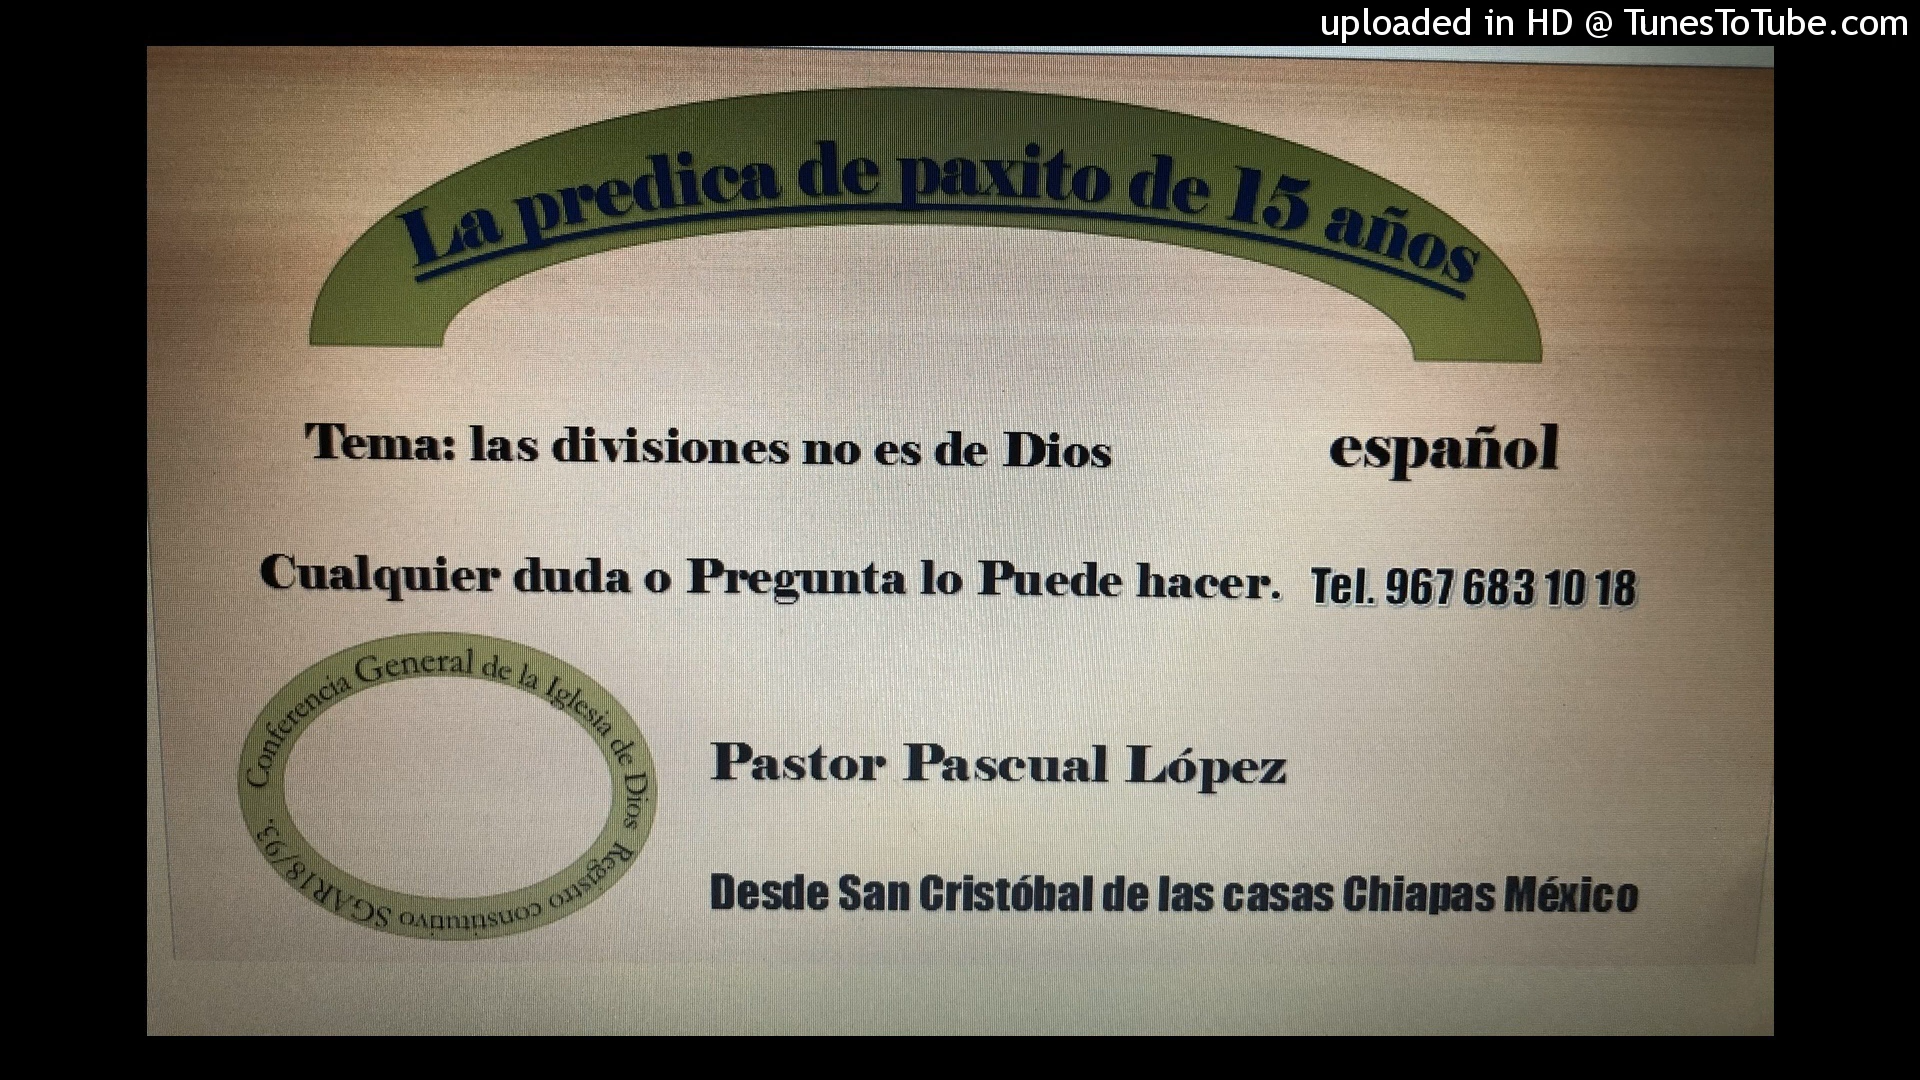 uploaded in HD @ TunesToTube.com
La predica de paxito de 15 años
Tema: las divisiones no es de Dios español
Cualquier duda o Pregunta lo Puede hacer. Tel. 967 683 10 18
Conferencia General de la Iglesia de Dios Registro constitutivo SGAR18/93.
Pastor Pascual López
Desde San Cristóbal de las casas Chiapas México